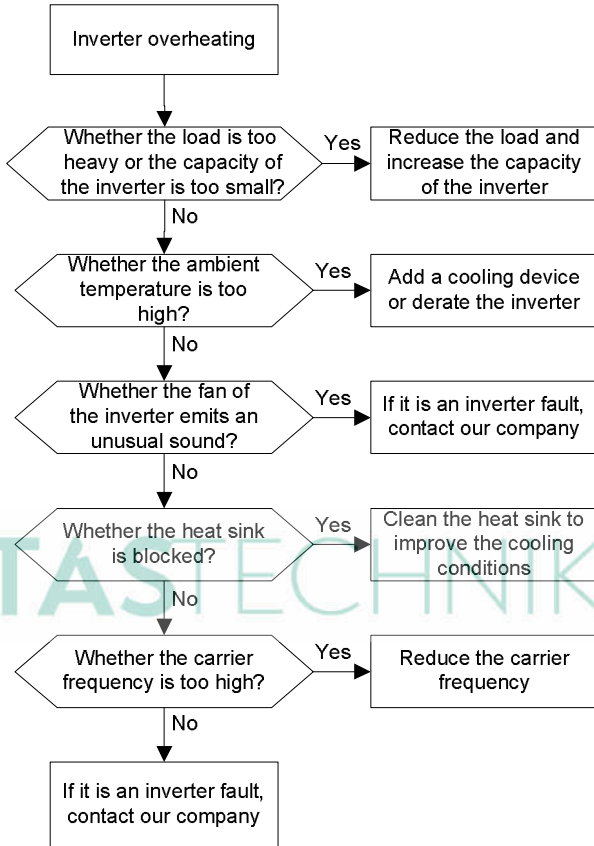 Inverter overheating
Whether the load is too
heavy or the capacity of
the inverter is too small?
Yes
Reduce the load and
increase the capacity
of the inverter
No
Whether the ambient
temperature is too
high?
Yes
Add a cooling device
or derate the inverter
No
Whether the fan of
the inverter emits an
unusual sound?
Yes
If it is an inverter fault,
contact our company
No
Whether the heat sink
is blocked?
Yes
Clean the heat sink to
improve the cooling
conditions
TASTECHNIK
No
Whether the carrier
frequency is too high?
Yes
Reduce the carrier
frequency
No
If it is an inverter fault,
contact our company